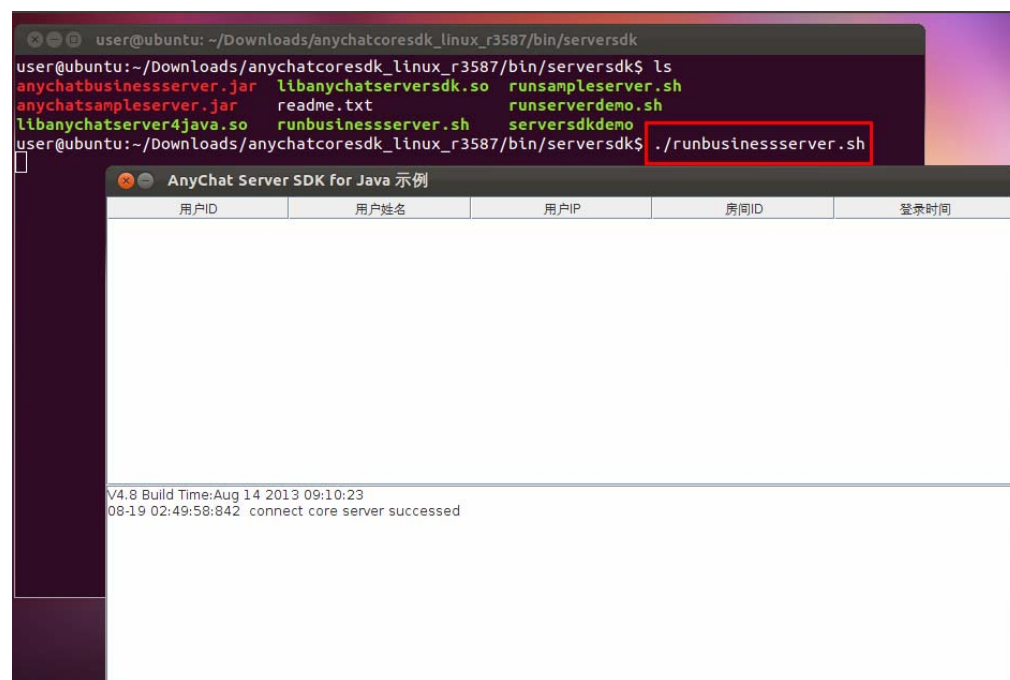 user@ubuntu: ~/Downloads/anychatcoresdk_linux_r3587/bin/serversdk
user@ubuntu:~/Downloads/anychatcoresdk_linux_r3587/bin/serversdk$ ls
anychatbusinessserver.jar libanychatserversdk.so runsampleserver.sh
anychatsampleserver.jar readme.txt runserverdemo.sh
libanychatserver4java.so runbusinessserver.sh serversdkdemo
user@ubuntu:~/Downloads/anychatcoresdk_linux_r3587/bin/serversdk$ ./runbusinessserver.sh
AnyChat Server SDK for Java 示例
用户ID 用户姓名 用户IP 房间ID 登录时间
V4.8 Build Time:Aug 14 2013 09:10:23
08-19 02:49:58:842 connect core server successed